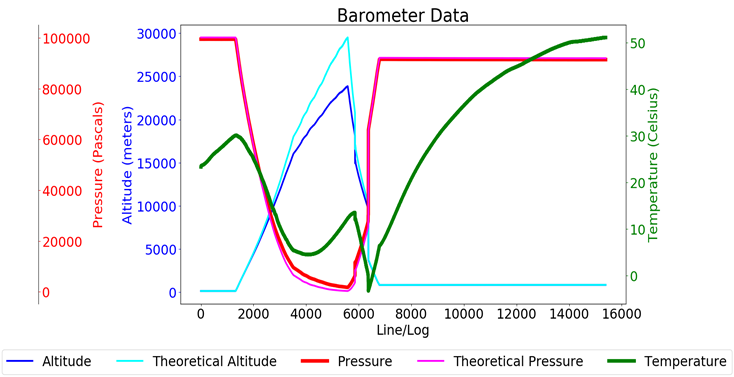 Barometer Data
100000
80000
60000
40000
20000
0
Pressure (Pascals)
30000
25000
20000
15000
10000
5000
0
Altitude (meters)
50
40
30
20
10
0
Temperature (Celsius)
0 2000 4000 6000 8000 10000 12000 14000 16000
Line/Log
Altitude Theoretical Altitude Pressure Theoretical Pressure Temperature